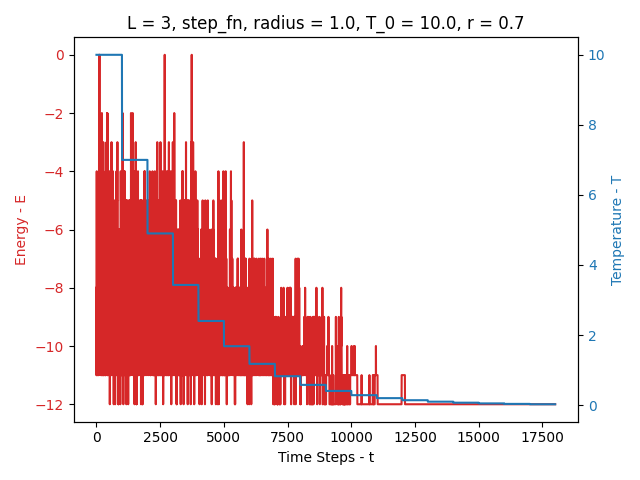 L = 3, step_fn, radius = 1.0, T_0 = 10.0, r = 0.7
0
−2
−4
−6
−8
−10
−12
Energy - E
10
8
6
4
2
0
Temperature - T
0 2500 5000 7500 10000 12500 15000 17500
Time Steps - t